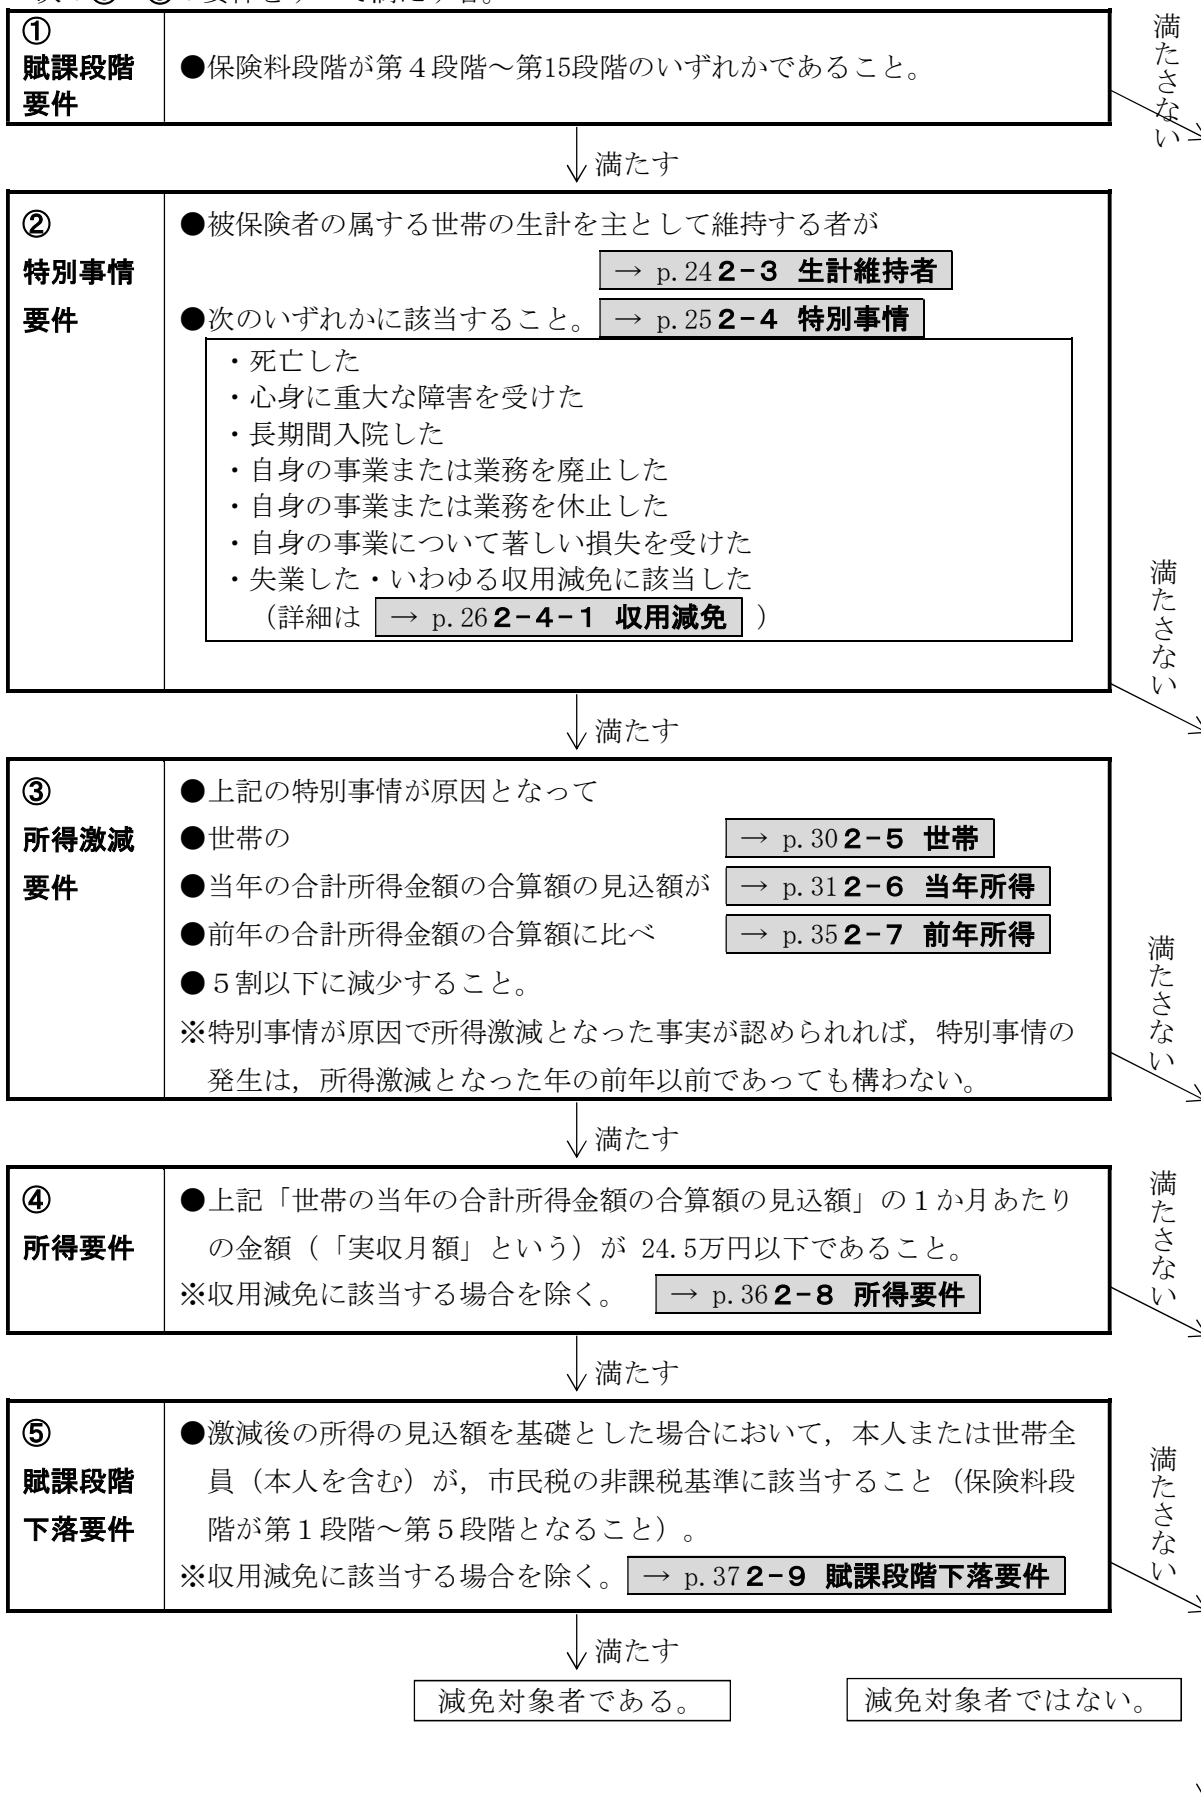 ①
賦課段階
要件
●保険料段階が第４段階～第15段階のいずれかであること。
満たさない
満たす
②
特別事情
要件
●被保険者の属する世帯の生計を主として維持する者が
→ p.24 2-3 生計維持者
●次のいずれかに該当すること。 → p.25 2-4 特別事情
・死亡した
・心身に重大な障害を受けた
・長期間入院した
・自身の事業または業務を廃止した
・自身の事業または業務を休止した
・自身の事業について著しい損失を受けた
・失業した・いわゆる収用減免に該当した
（詳細は → p.26 2-4-1 収用減免 ）
満たさない
満たす
③
所得激減
要件
●上記の特別事情が原因となって
●世帯の → p.30 2-5 世帯
●当年の合計所得金額の合算額の見込額が → p.31 2-6 当年所得
●前年の合計所得金額の合算額に比べ → p.35 2-7 前年所得
●５割以下に減少すること。
※特別事情が原因で所得激減となった事実が認められれば，特別事情の
発生は，所得激減となった年の前年以前であっても構わない。
満たさない
満たす
④
所得要件
●上記「世帯の当年の合計所得金額の合算額の見込額」の１か月あたり
の金額（「実収月額」という）が 24.5万円以下であること。
※収用減免に該当する場合を除く。 → p.36 2-8 所得要件
満たさない
満たす
⑤
賦課段階
下落要件
●激減後の所得の見込額を基礎とした場合において，本人または世帯全
員（本人を含む）が，市民税の非課税基準に該当すること（保険料段
階が第１段階～第５段階となること）。
※収用減免に該当する場合を除く。 → p.37 2-9 賦課段階下落要件
満たさない
満たす
減免対象者である。
減免対象者ではない。